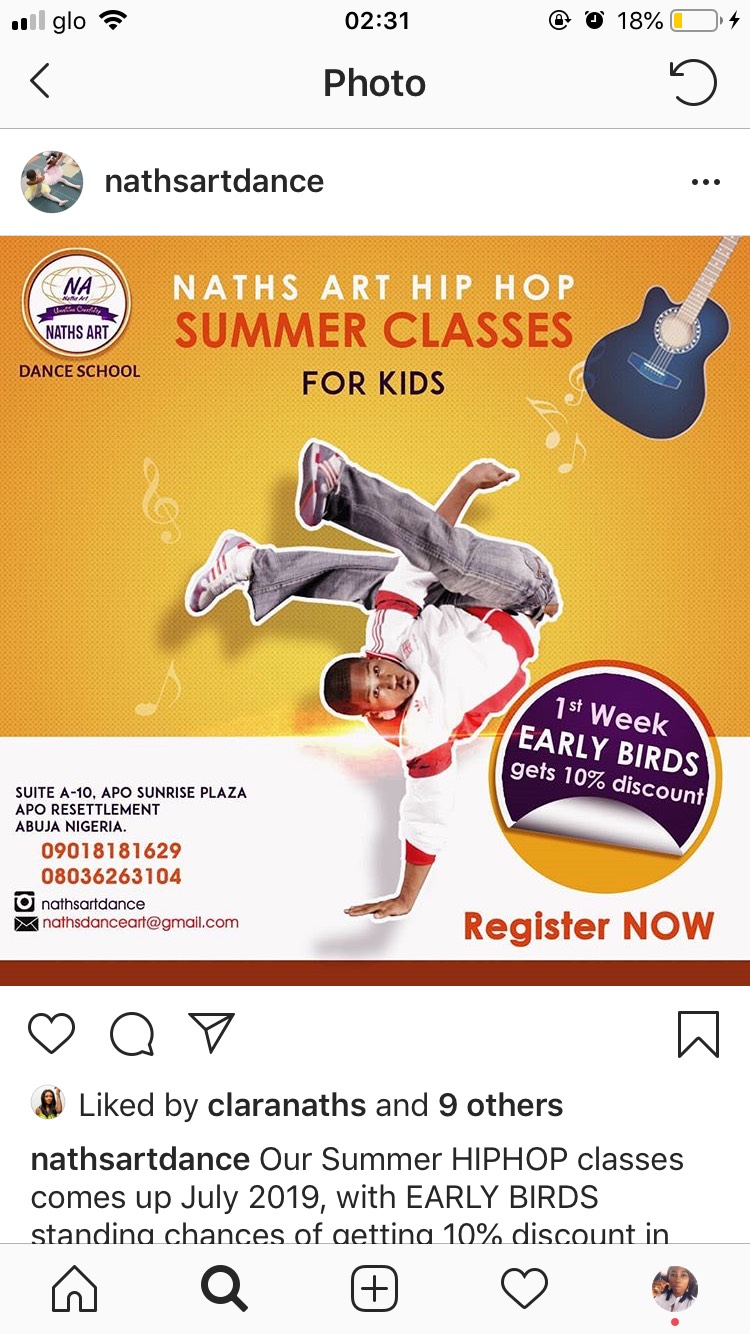 glo
02:31
18%
Photo
nathsartdance
NA
Naths Art
NATHS ART
DANCE SCHOOL
NATHS ART HIP HOP
SUMMER CLASSES
FOR KIDS
1st Week
EARLY BIRDS
gets 10% discount
SUITE A-10, APO SUNRISE PLAZA
APO RESETTLEMENT
ABUJA NIGERIA.
09018181629
08036263104
nathsartdance
nathsdanceart@gmail.com
Register NOW
Liked by claranaths and 9 others
nathsartdance Our Summer HIPHOP classes
comes up July 2019, with EARLY BIRDS
standing chances of getting 10% discount in